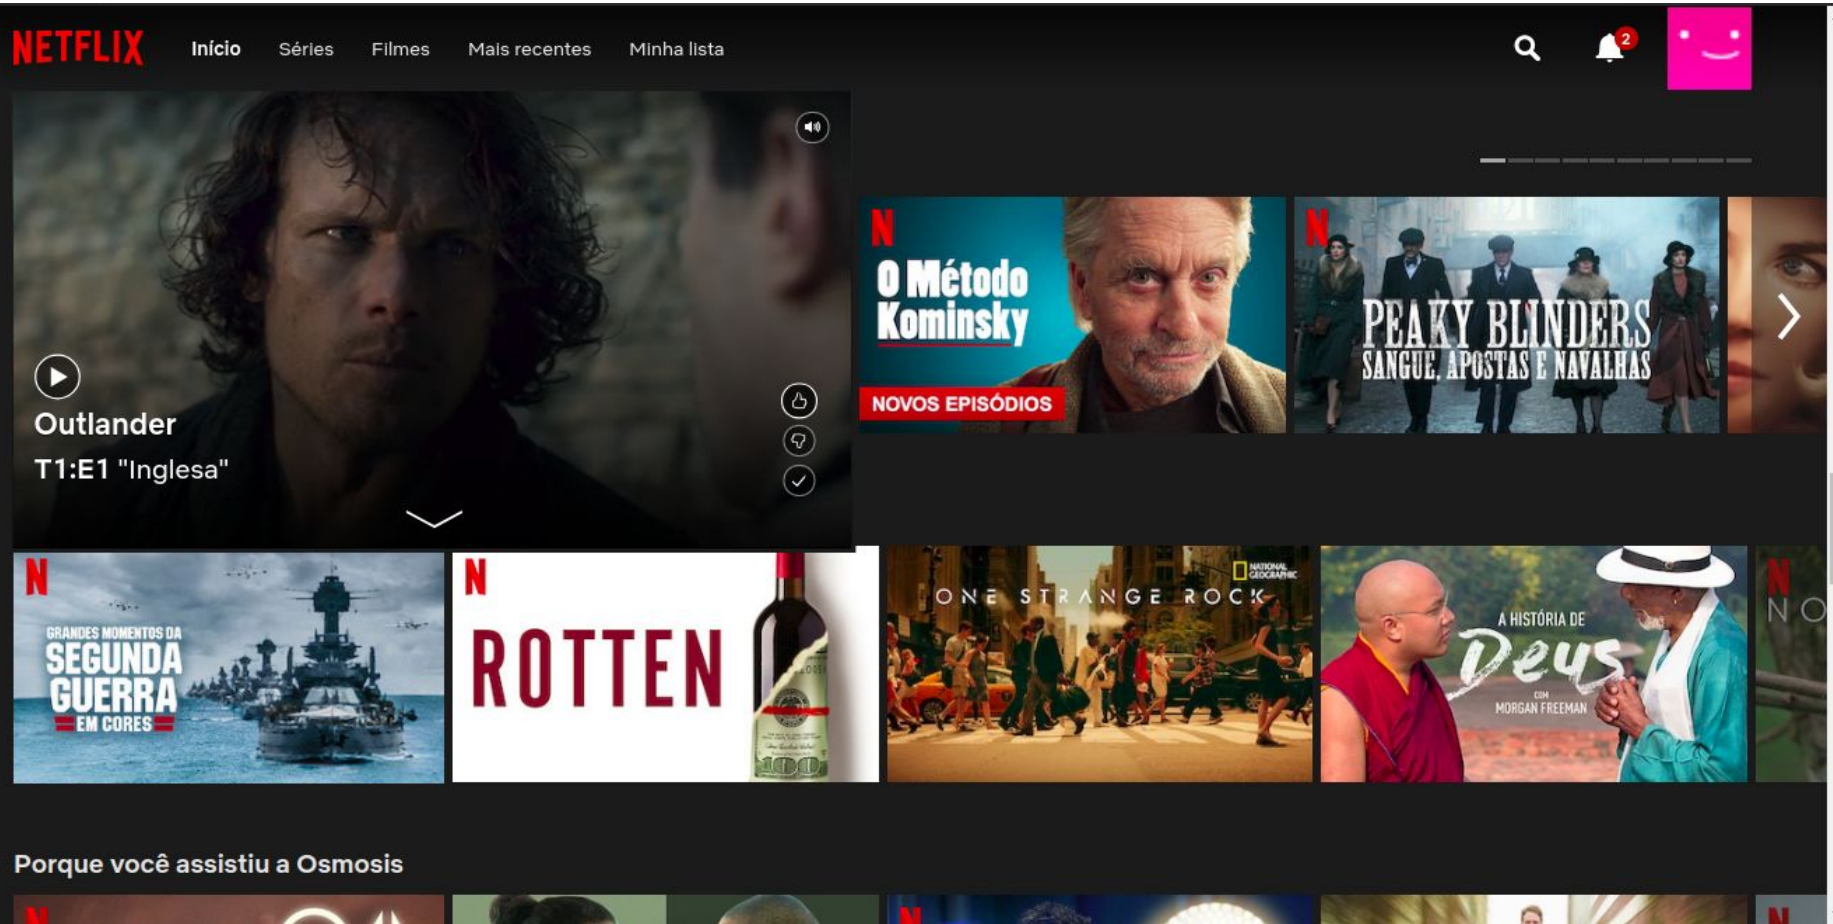 NETFLIX
Início
Séries
Filmes
Mais recentes
Minha lista
2
Outlander
T1:E1 "Inglesa"
N
O Método
Kominsky
NOVOS EPISÓDIOS
N
PEAKY BLINDERS
SANGUE, APOSTAS E NAVALHAS
N
GRANDES MOMENTOS DA
SEGUNDA
GUERRA
EM CORES
N
ROTTEN
100
NATIONAL
GEOGRAPHIC
ONE STRANGE ROCK
A HISTÓRIA DE
Deus
COM
MORGAN FREEMAN
N
NO
Porque você assistiu a Osmosis
N
N
N